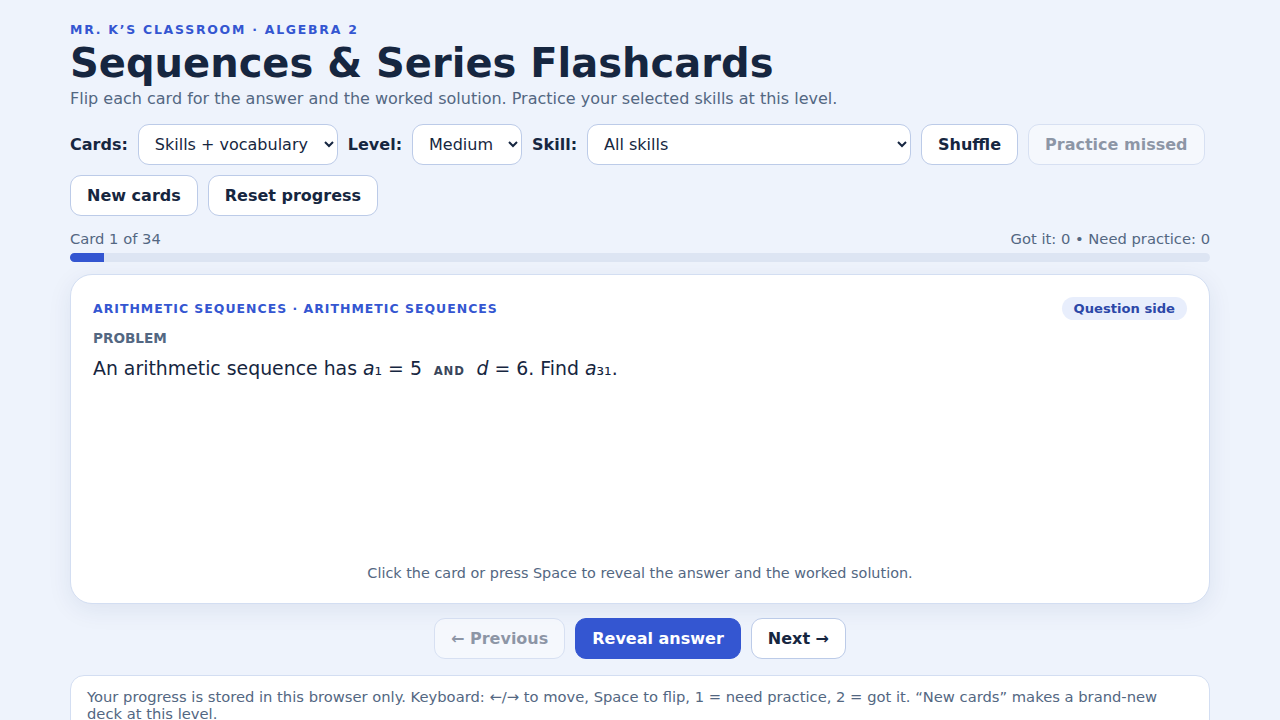 MR. K’S CLASSROOM · ALGEBRA 2
Sequences & Series Flashcards
Flip each card for the answer and the worked solution. Practice your selected skills at this level.
Cards: Skills + vocabulary Level: Medium Skill: All skills Shuffle Practice missed
New cards Reset progress
Card 1 of 34 Got it: 0 • Need practice: 0
ARITHMETIC SEQUENCES · ARITHMETIC SEQUENCES Question side
PROBLEM
An arithmetic sequence has a₁ = 5 AND d = 6. Find a₃₁.
Click the card or press Space to reveal the answer and the worked solution.
← Previous Reveal answer Next →
Your progress is stored in this browser only. Keyboard: ←/→ to move, Space to flip, 1 = need practice, 2 = got it. “New cards” makes a brand-new
deck at this level.